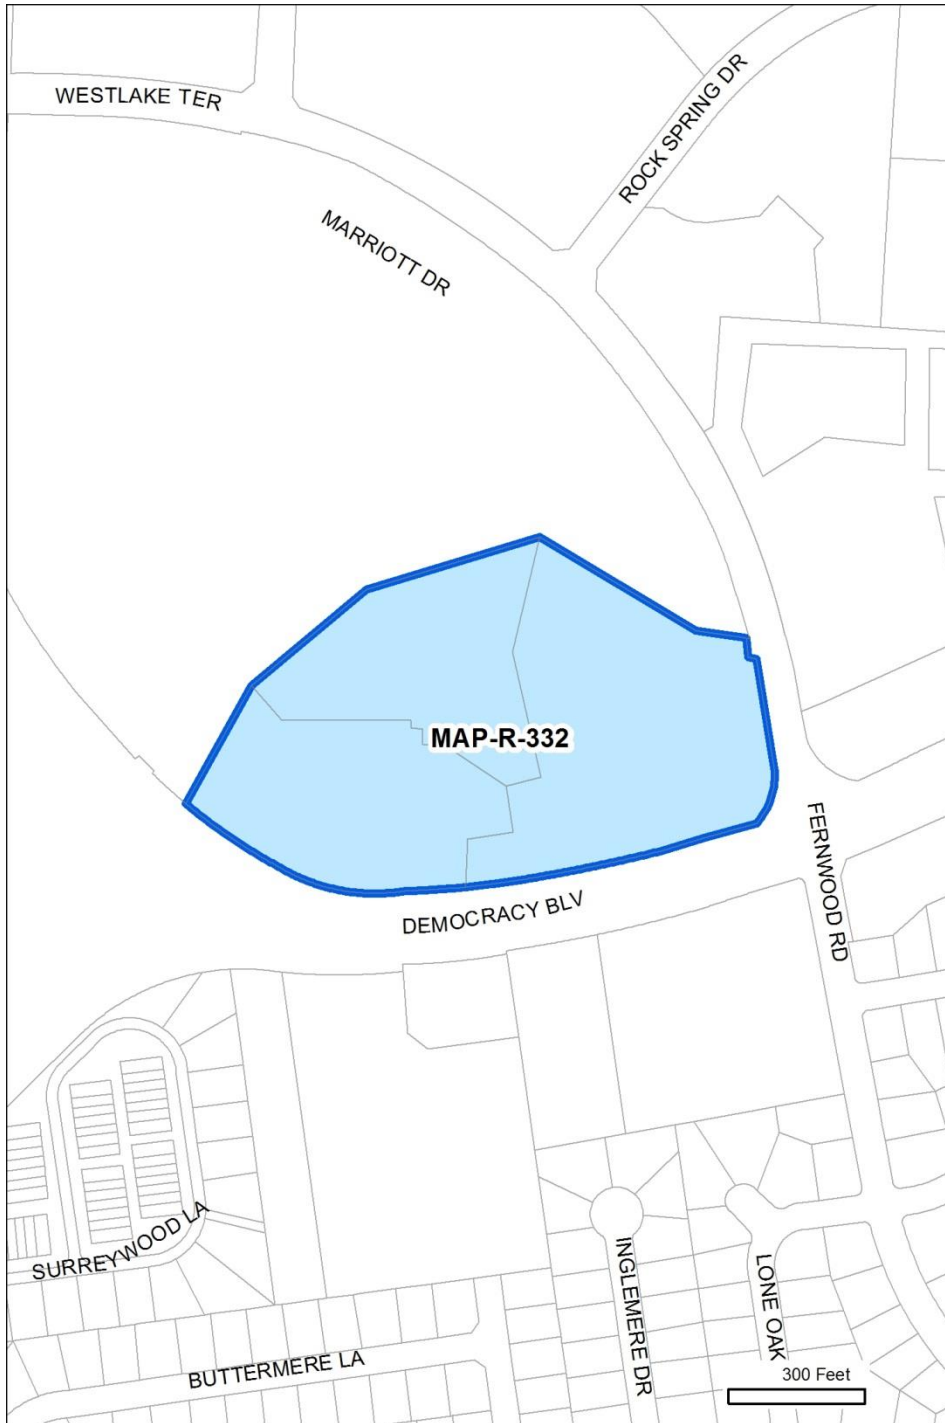 WESTLAKE TER
ROCK SPRING DR
MARRIOTT DR
MAP-R-332
FERNWOOD RD
DEMOCRACY BLV
SURREYWOOD LA
INGLEMERE DR
LONE OAK
BUTTERMERE LA
300 Feet